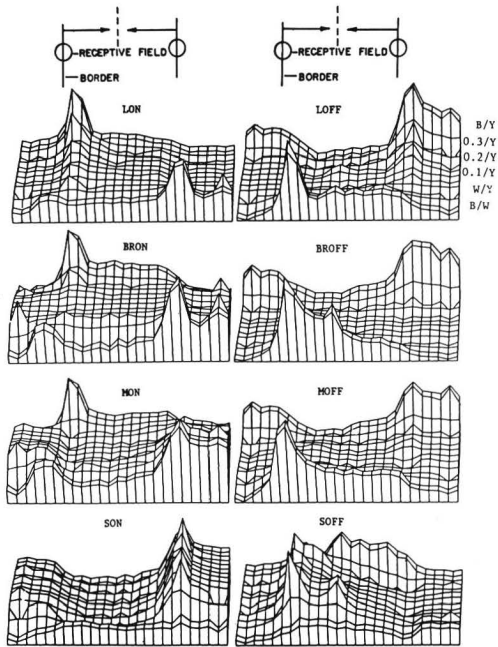 -RECEPTIVE FIELD -RECEPTIVE FIELD
-BORDER -BORDER
LON LOFF
B/Y
0.3/Y
0.2/Y
0.1/Y
W/Y
B/W
BRON BROFF
MON MOFF
SON SOFF